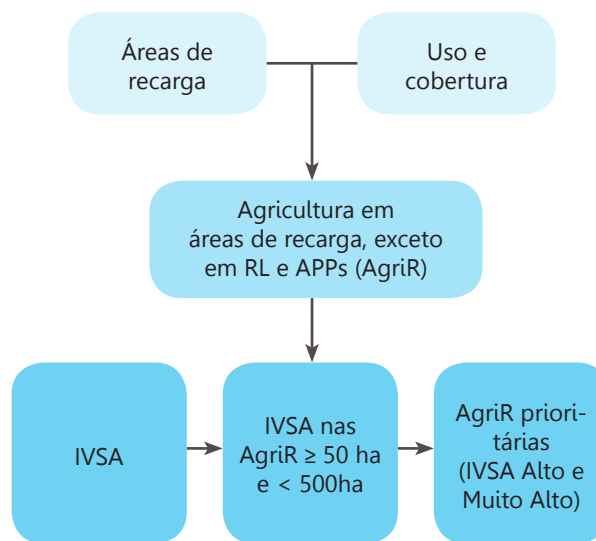 Áreas de
recarga
Uso e
cobertura
Agricultura em
áreas de recarga, exceto
em RL e APPs (AgriR)
IVSA
IVSA nas
AgriR ≥ 50 ha
e < 500ha
AgriR priori-
tárias
(IVSA Alto e
Muito Alto)